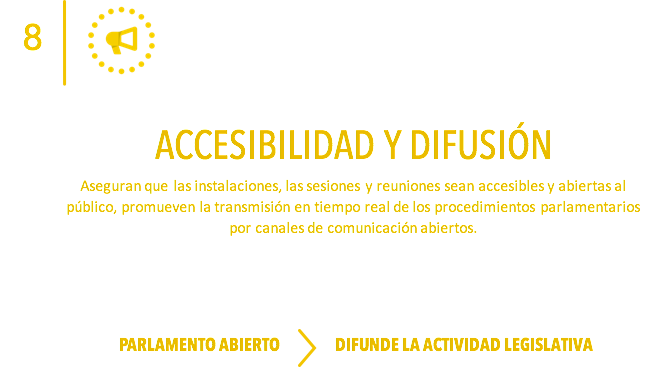 8
ACCESIBILIDAD Y DIFUSIÓN
Aseguran que las instalaciones, las sesiones y reuniones sean accesibles y abiertas al
público, promueven la transmisión en tiempo real de los procedimientos parlamentarios
por canales de comunicación abiertos.
PARLAMENTO ABIERTO DIFUNDE LA ACTIVIDAD LEGISLATIVA